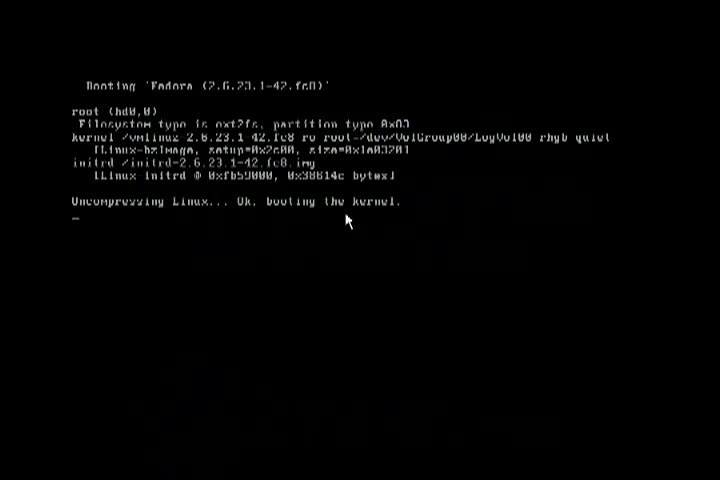 Booting 'Fedora (2.6.23.1-42.fc8)'
root (hd0,0)
Filesystem type is ext2fs, partition type 0x83
kernel /vmlinuz-2.6.23.1-42.fc8 ro root=/dev/VolGroup00/LogVol00 rhgb quiet
[Linux-bzImage, setup=0x2c00, size=0x1a0320]
initrd /initrd-2.6.23.1-42.fc8.img
[Linux-initrd @ 0xfb59000, 0x38614c bytes]
Uncompressing Linux... Ok, booting the kernel.